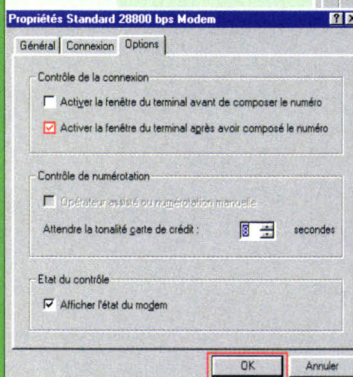 Propriétés Standard 28800 bps Modem
Général Connexion Options
Contrôle de la connexion
Activer la fenêtre du terminal avant de composer le numéro
Activer la fenêtre du terminal après avoir composé le numéro
Contrôle de numérotation
Opérateur assisté ou numérotation manuelle
Attendre la tonalité carte de crédit : 8 secondes
Etat du contrôle
Afficher l'état du modem
OK Annuler